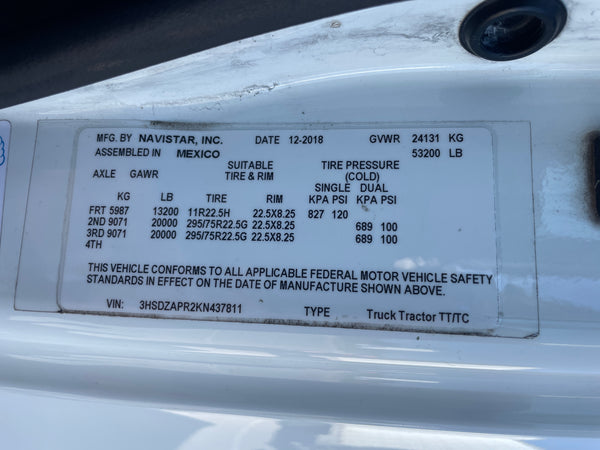 MFG. BY NAVISTAR, INC. DATE 12-2018 GVWR 24131 KG
ASSEMBLED IN MEXICO 53200 LB
SUITABLE TIRE PRESSURE
AXLE GAWR TIRE & RIM (COLD)
SINGLE DUAL
KG LB TIRE RIM KPA PSI KPA PSI
FRT 5987 13200 11R22.5H 22.5X8.25 827 120
2ND 9071 20000 295/75R22.5G 22.5X8.25 689 100
3RD 9071 20000 295/75R22.5G 22.5X8.25 689 100
4TH
THIS VEHICLE CONFORMS TO ALL APPLICABLE FEDERAL MOTOR VEHICLE SAFETY
STANDARDS IN EFFECT ON THE DATE OF MANUFACTURE SHOWN ABOVE.
VIN: 3HSDZAPR2KN437811 TYPE Truck Tractor TT/TC